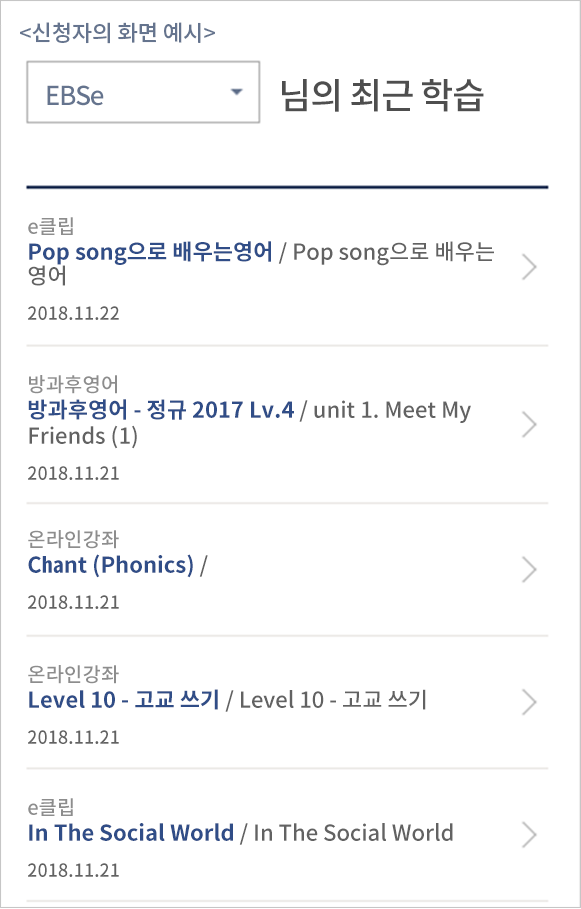 <신청자의 화면 예시>
EBSe 님의 최근 학습
e클립
Pop song으로 배우는영어 / Pop song으로 배우는
영어
2018.11.22
방과후영어
방과후영어 - 정규 2017 Lv.4 / unit 1. Meet My
Friends (1)
2018.11.21
온라인강좌
Chant (Phonics) /
2018.11.21
온라인강좌
Level 10 - 고교 쓰기 / Level 10 - 고교 쓰기
2018.11.21
e클립
In The Social World / In The Social World
2018.11.21